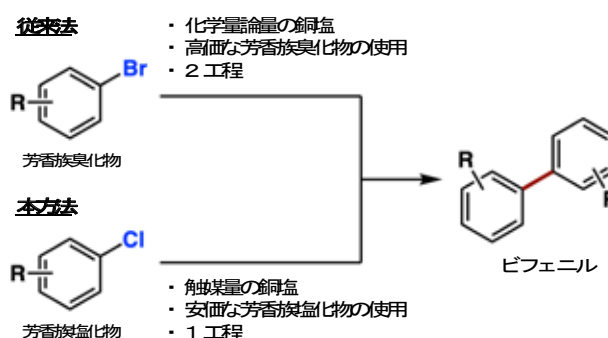 従来法
・ 化学量論量の銅塩
・ 高価な芳香族臭化物の使用
・ 2 工程
Br
R
芳香族臭化物
本方法
Cl
R
芳香族塩化物
・ 触媒量の銅塩
・ 安価な芳香族塩化物の使用
・ 1 工程
R
R
ビフェニル